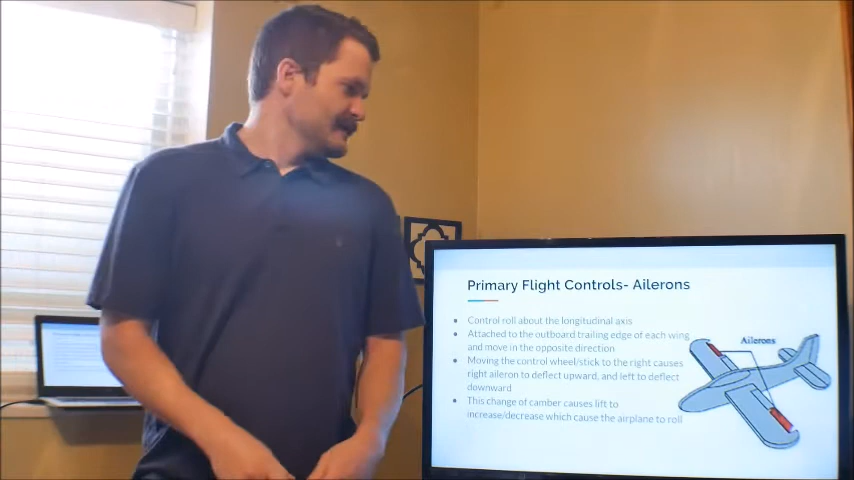 Primary Flight Controls- Ailerons
Control roll about the longitudinal axis
Attached to the outboard trailing edge of each wing
and move in the opposite direction
Moving the control wheel/stick to the right causes
right aileron to deflect upward, and left to deflect
downward
This change of camber causes lift to
increase/decrease which cause the airplane to roll
Ailerons